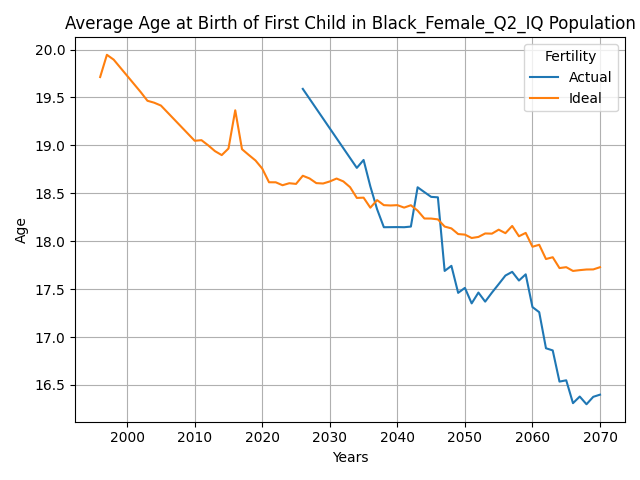 Average Age at Birth of First Child in Black_Female_Q2_IQ Population
Fertility
Actual
Ideal
Age
20.0
19.5
19.0
18.5
18.0
17.5
17.0
16.5
2000 2010 2020 2030 2040 2050 2060 2070
Years